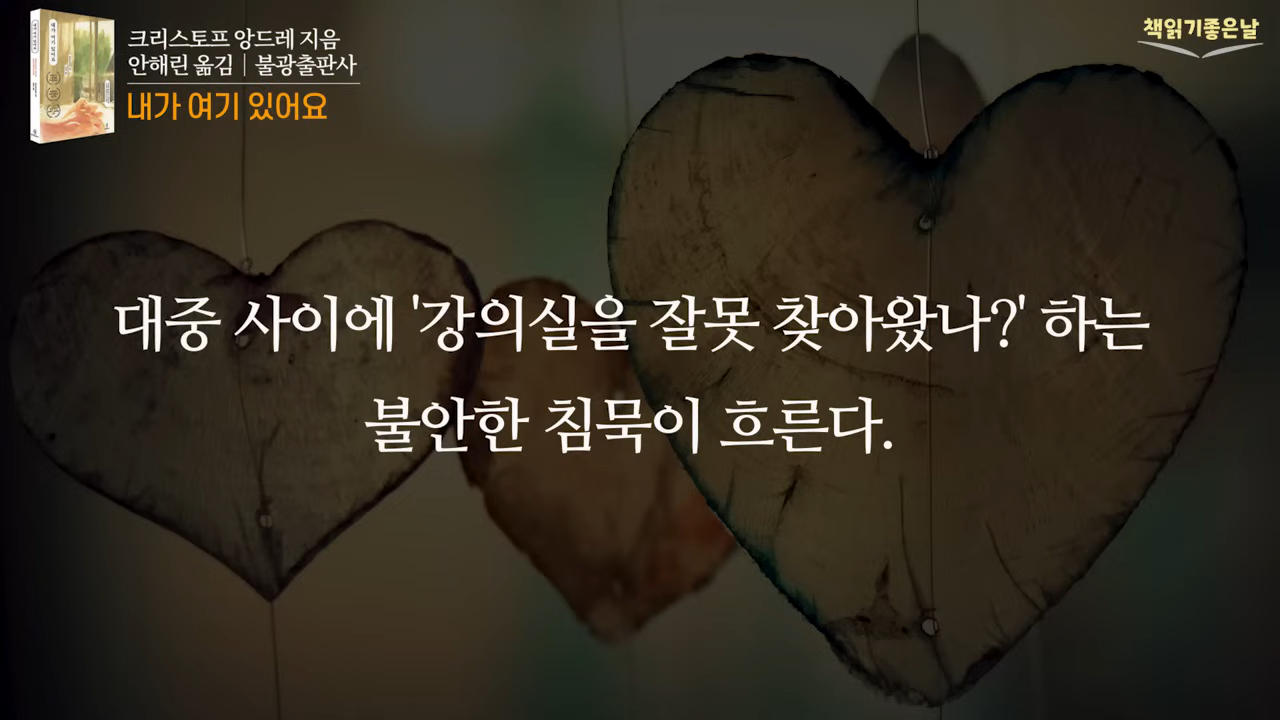 크리스토프 앙드레 지음
안해린 옮김 | 불광출판사
내가 여기 있어요
책읽기좋은날
대중 사이에 '강의실을 잘못 찾아왔나?' 하는
불안한 침묵이 흐른다.